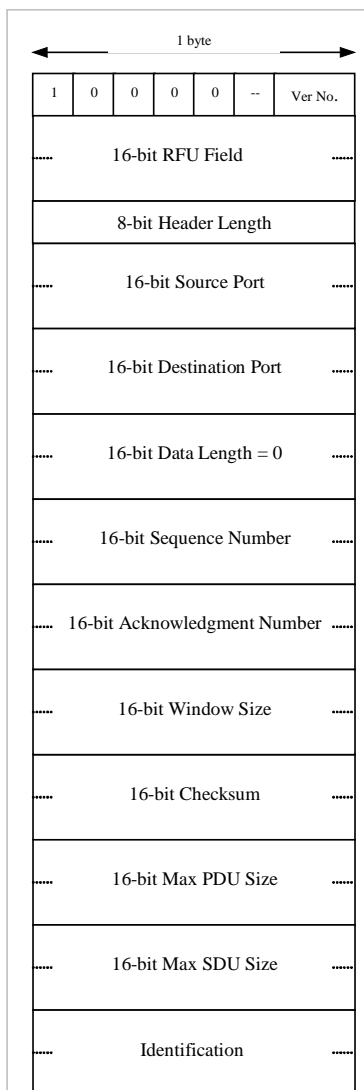 1 byte
1 0 0 0 0 -- Ver No.
16-bit RFU Field
8-bit Header Length
16-bit Source Port
16-bit Destination Port
16-bit Data Length = 0
16-bit Sequence Number
16-bit Acknowledgment Number
16-bit Window Size
16-bit Checksum
16-bit Max PDU Size
16-bit Max SDU Size
Identification